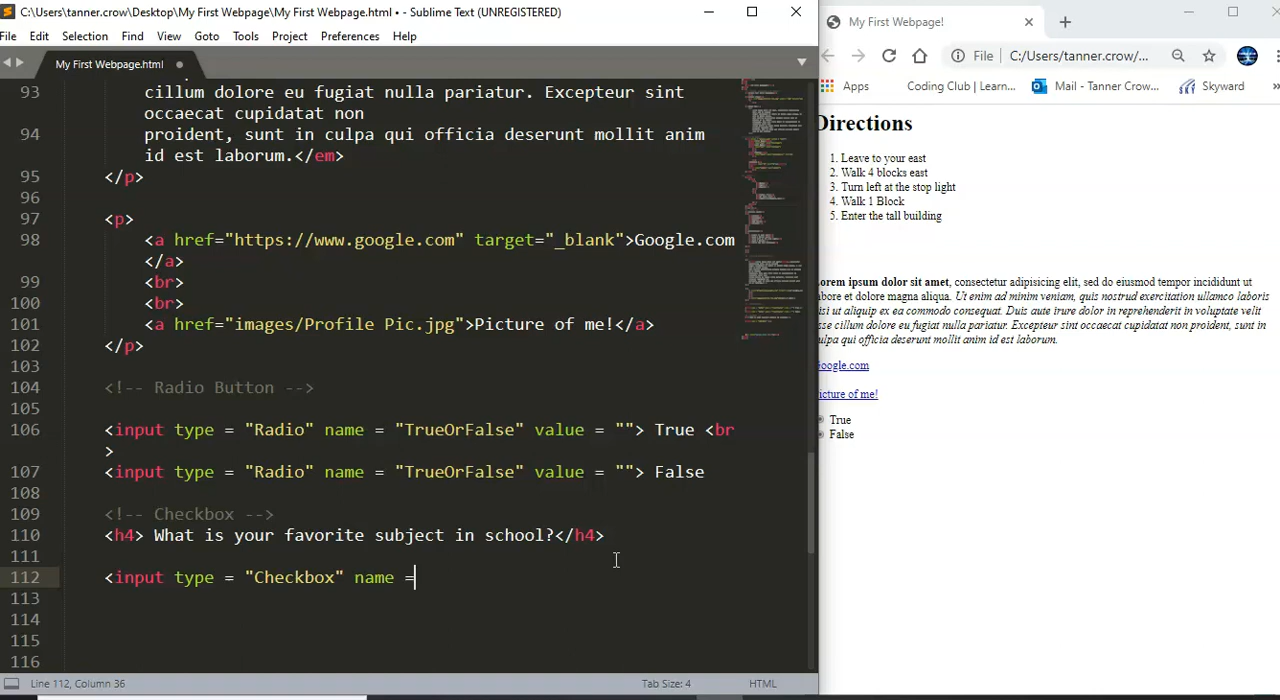 C:\Users\tanner.crow\Desktop\My First Webpage\My First Webpage.html • - Sublime Text (UNREGISTERED)
File Edit Selection Find View Goto Tools Project Preferences Help
My First Webpage.html
93 cillum dolore eu fugiat nulla pariatur. Excepteur sint
occaecat cupidatat non
94 proident, sunt in culpa qui officia deserunt mollit anim
id est laborum.</em>
95 </p>
96
97 <p>
98 <a href="https://www.google.com" target="_blank">Google.com
</a>
99 <br>
100 <br>
101 <a href="images/Profile Pic.jpg">Picture of me!</a>
102 </p>
103
104 <!-- Radio Button -->
105
106 <input type = "Radio" name = "TrueOrFalse" value = ""> True <br
>
107 <input type = "Radio" name = "TrueOrFalse" value = ""> False
108
109 <!-- Checkbox -->
110 <h4> What is your favorite subject in school?</h4>
111
112 <input type = "Checkbox" name =
113
114
115
116
Line 112, Column 36 Tab Size: 4 HTML
My First Webpage!
File C:/Users/tanner.crow/...
Apps Coding Club | Learn... Mail - Tanner Crow... Skyward
Directions
1. Leave to your east
2. Walk 4 blocks east
3. Turn left at the stop light
4. Walk 1 Block
5. Enter the tall building
Lorem ipsum dolor sit amet, consectetur adipisicing elit, sed do eiusmod tempor incididunt ut
labore et dolore magna aliqua. Ut enim ad minim veniam, quis nostrud exercitation ullamco laboris
nisi ut aliquip ex ea commodo consequat. Duis aute irure dolor in reprehenderit in voluptate velit
esse cillum dolore eu fugiat nulla pariatur. Excepteur sint occaecat cupidatat non proident, sunt in
culpa qui officia deserunt mollit anim id est laborum.
Google.com
Picture of me!
True
False